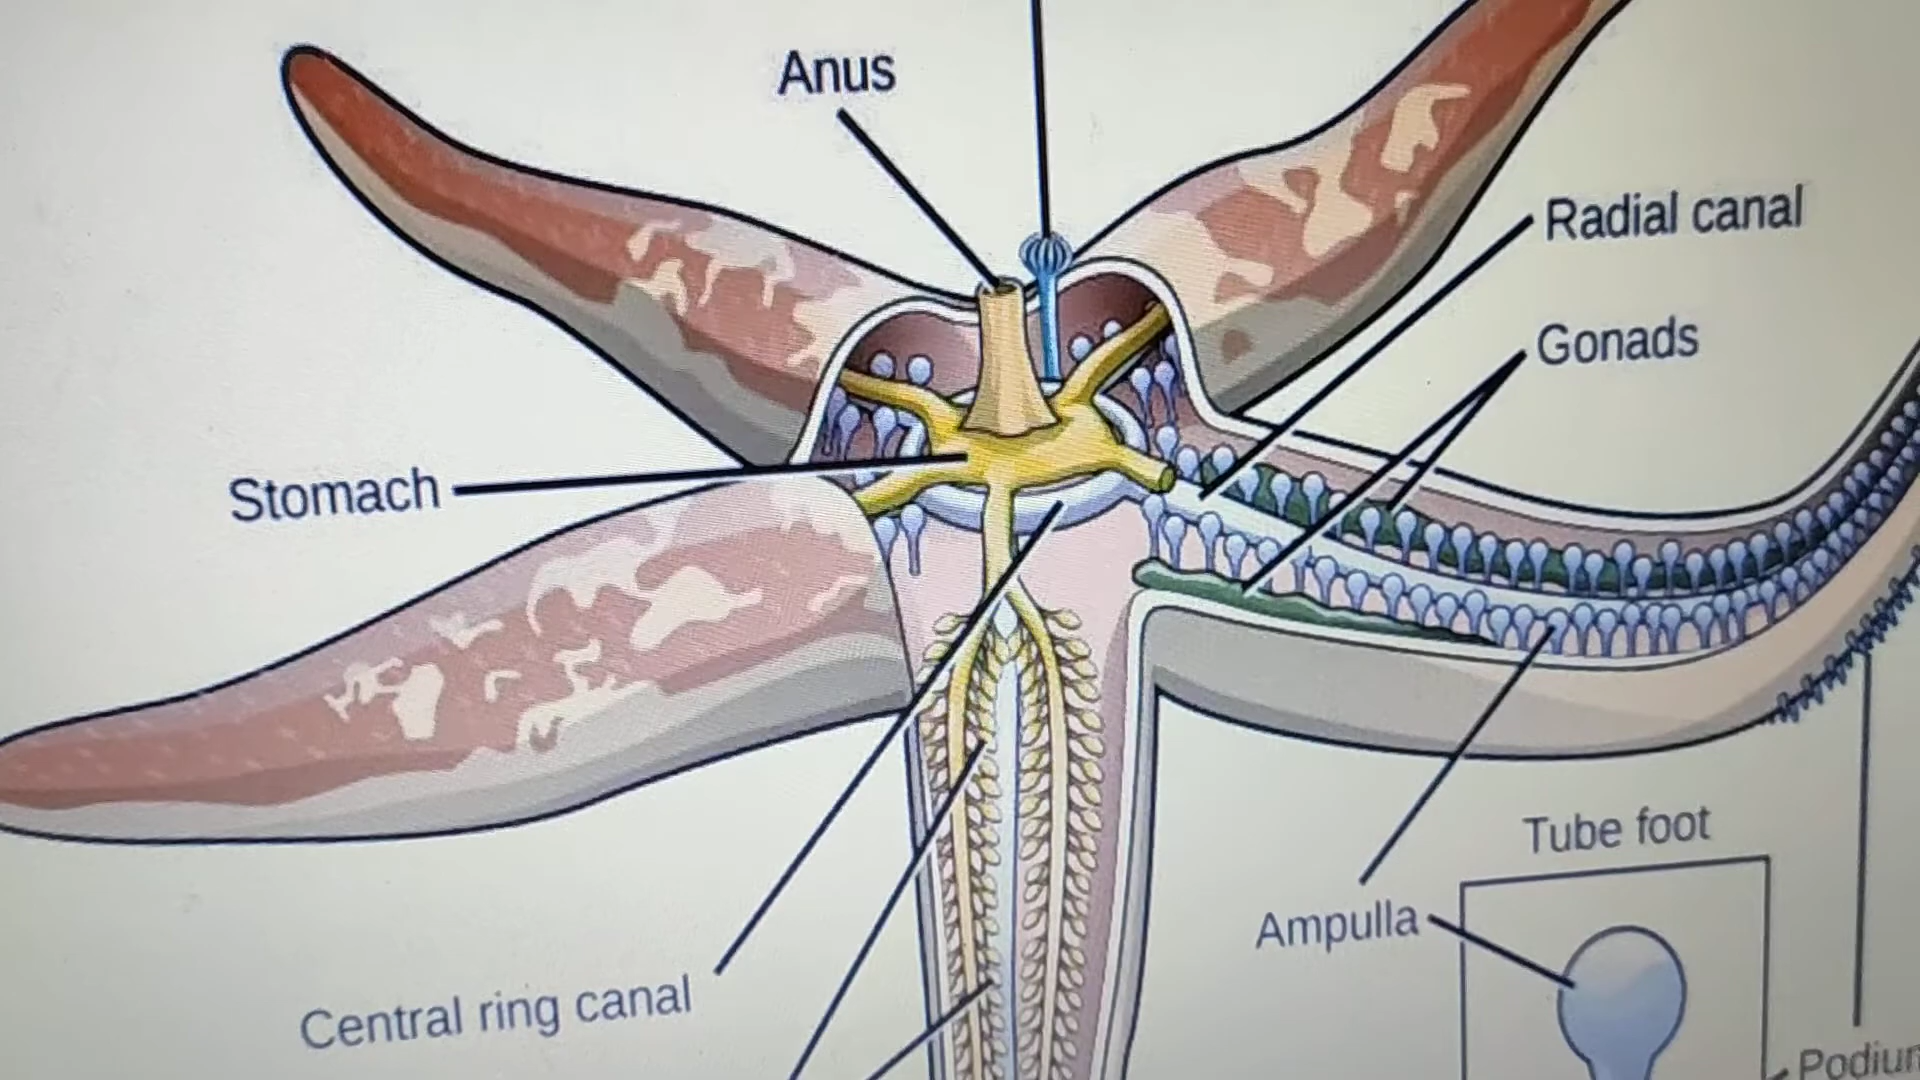 Anus
Radial canal
Gonads
Stomach
Tube foot
Ampulla
Central ring canal